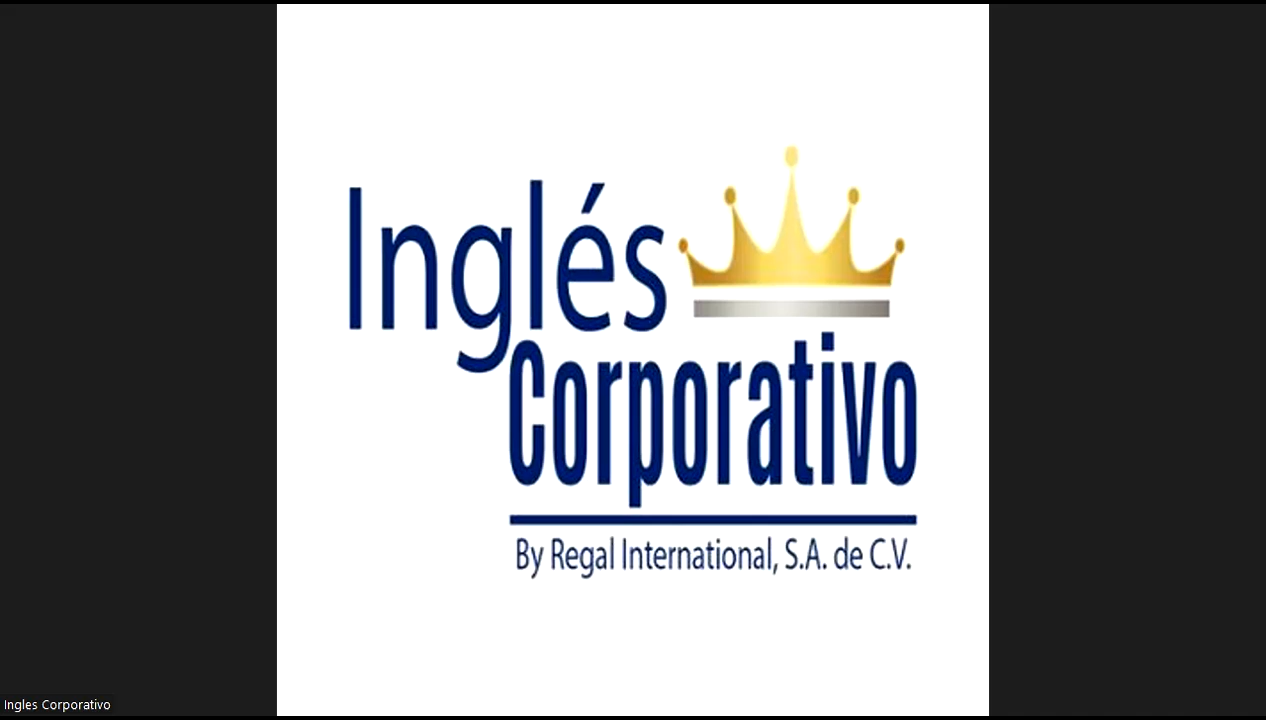 Inglés
Corporativo
By Regal International, S.A. de C.V.
Ingles Corporativo